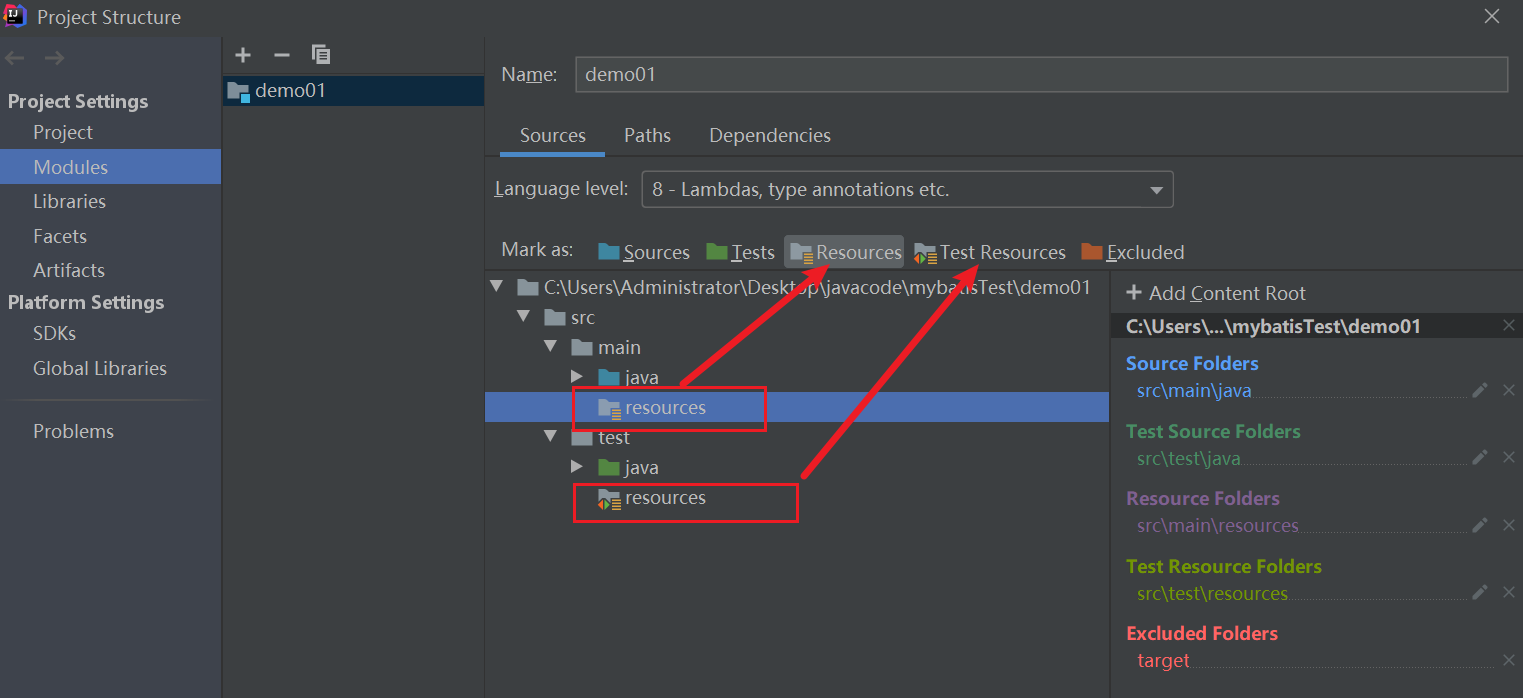 Project Structure
Project Settings
Project
Modules
Libraries
Facets
Artifacts
Platform Settings
SDKs
Global Libraries
Problems
demo01
Name: demo01
Sources Paths Dependencies
Language level: 8 - Lambdas, type annotations etc.
Mark as: Sources Tests Resources Test Resources Excluded
C:\Users\Administrator\Desktop\javacode\mybatisTest\demo01
src
main
java
resources
test
java
resources
+ Add Content Root
C:\Users\...\mybatisTest\demo01
Source Folders
src\main\java
Test Source Folders
src\test\java
Resource Folders
src\main\resources
Test Resource Folders
src\test\resources
Excluded Folders
target